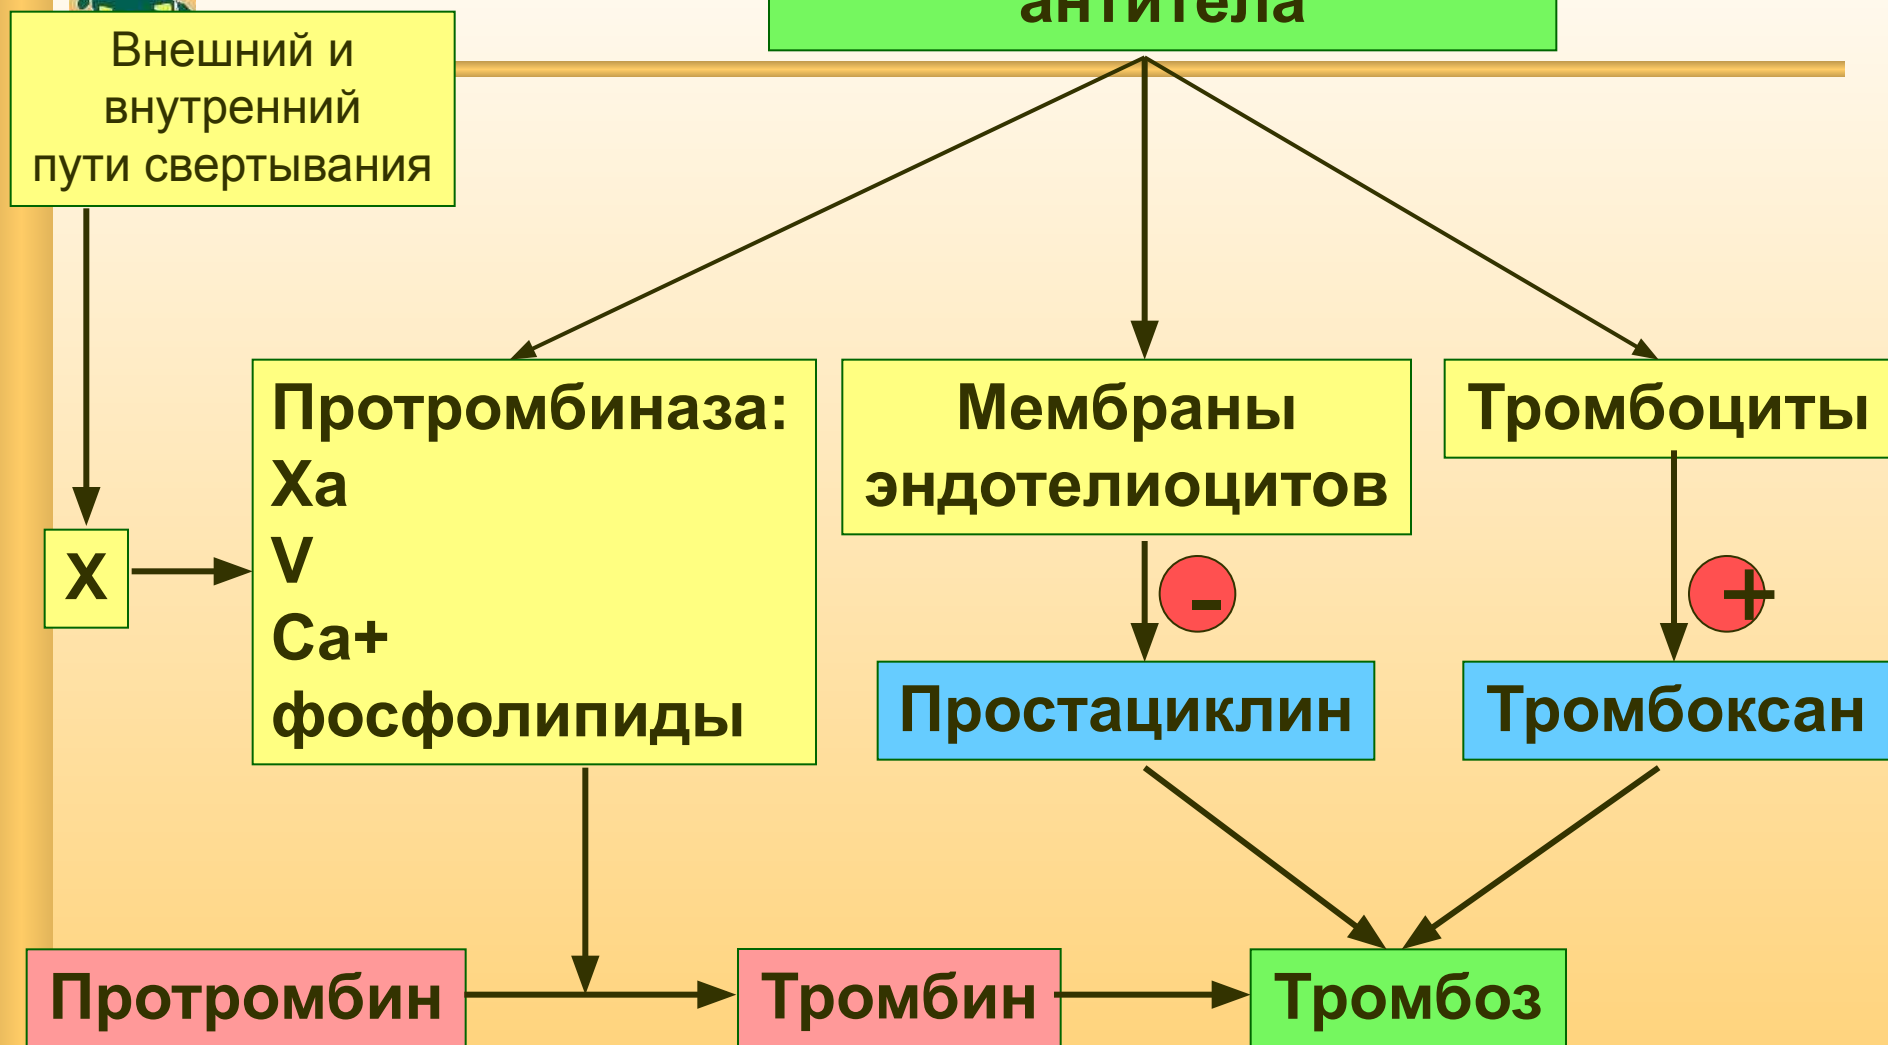 антитела
Внешний и
внутренний
пути свертывания
Протромбиназа:
Xa
V
Ca+
фосфолипиды
Мембраны
эндотелиоцитов
Тромбоциты
X
-
+
Простациклин
Тромбоксан
Протромбин
Тромбин
Тромбоз